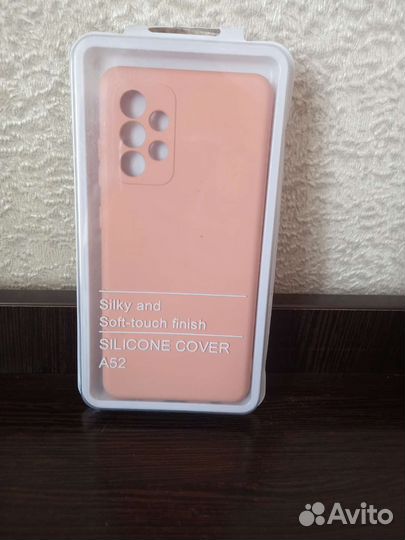 Silky and
Soft-touch finish
SILICONE COVER
A52
Avito